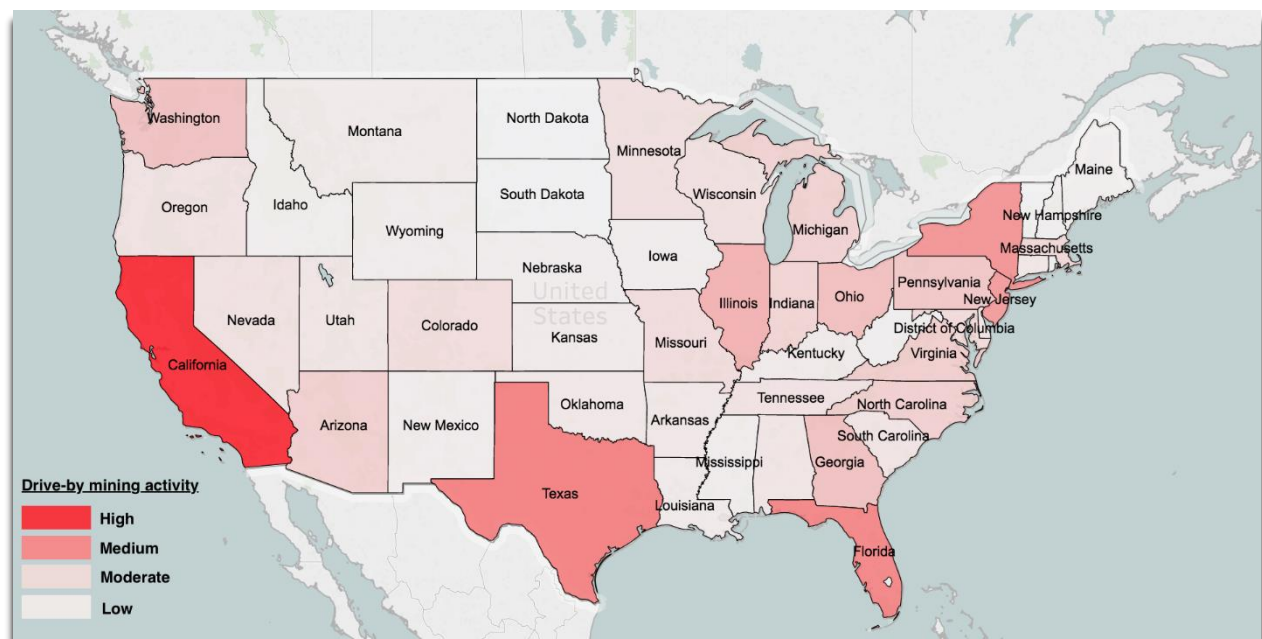 Washington
Montana
North Dakota
Minnesota
Maine
Oregon
Idaho
South Dakota
Wisconsin
New Hampshire
Wyoming
Michigan
Massachusetts
Nebraska
Iowa
Pennsylvania
United
States
Illinois
Indiana
Ohio
New Jersey
Nevada
Utah
Colorado
Kansas
Missouri
District of Columbia
Kentucky
Virginia
California
Tennessee
North Carolina
Arizona
New Mexico
Oklahoma
Arkansas
South Carolina
Mississippi
Georgia
Texas
Louisiana
Florida
Drive-by mining activity
High
Medium
Moderate
Low